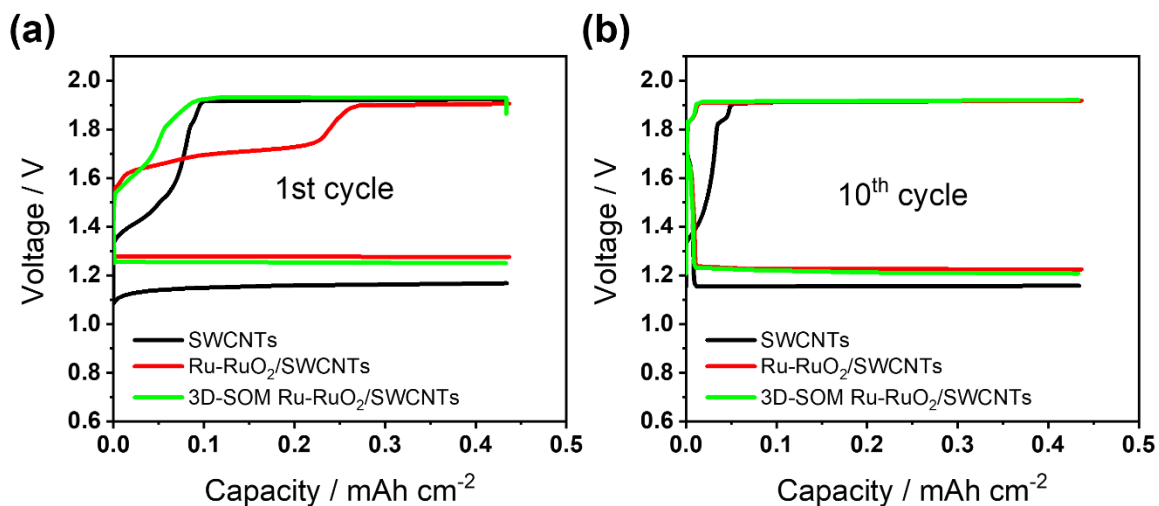 (a)
Voltage / V
2.0
1.8
1.6
1.4
1.2
1.0
0.8
0.6
1st cycle
SWCNTs
Ru-RuO₂/SWCNTs
3D-SOM Ru-RuO₂/SWCNTs
0.0 0.1 0.2 0.3 0.4 0.5
Capacity / mAh cm⁻²
(b)
Voltage / V
2.0
1.8
1.6
1.4
1.2
1.0
0.8
0.6
10ᵗʰ cycle
SWCNTs
Ru-RuO₂/SWCNTs
3D-SOM Ru-RuO₂/SWCNTs
0.0 0.1 0.2 0.3 0.4 0.5
Capacity / mAh cm⁻²